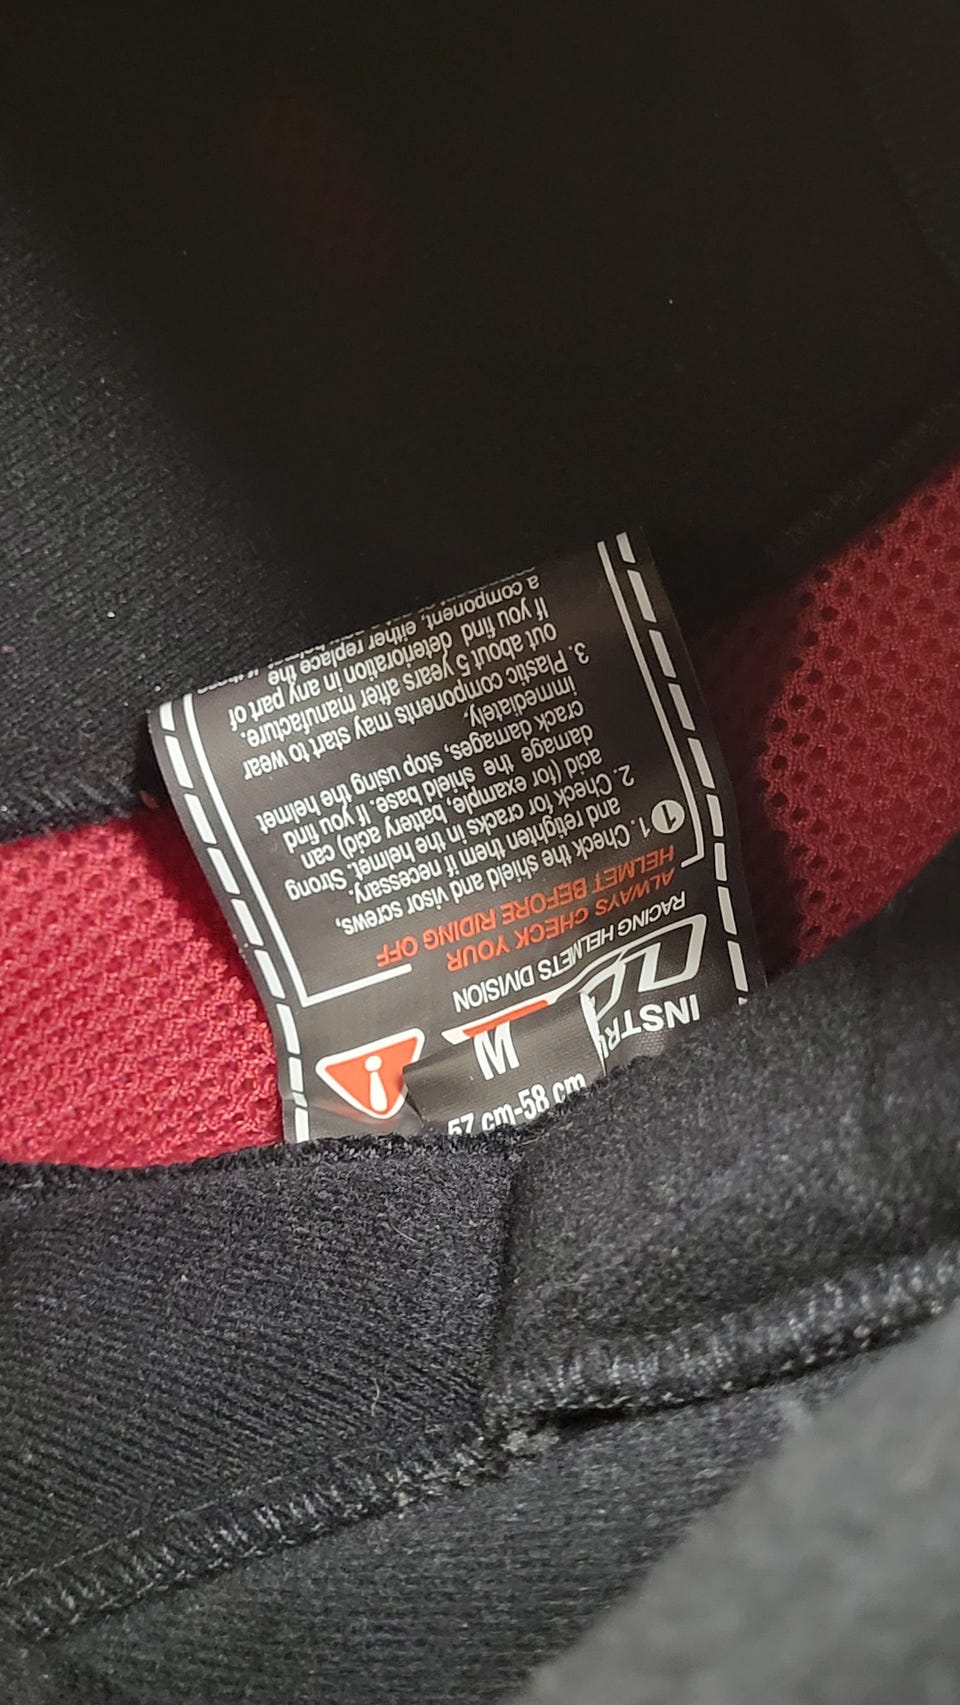 57 cm-58 cm
M
INSTRU
RACING HELMETS DIVISION
ALWAYS CHECK YOUR
HELMET BEFORE RIDING OFF
1
1. Check the shield and visor screws,
and retighten them if necessary.
2. Check for cracks in the helmet. Strong
acid (for example, battery acid) can
damage the shield base. If you find
crack damages, stop using the helmet
immediately.
3. Plastic components may start to wear
out about 5 years after manufacture.
If you find deterioration in any part of
a component, either replace the